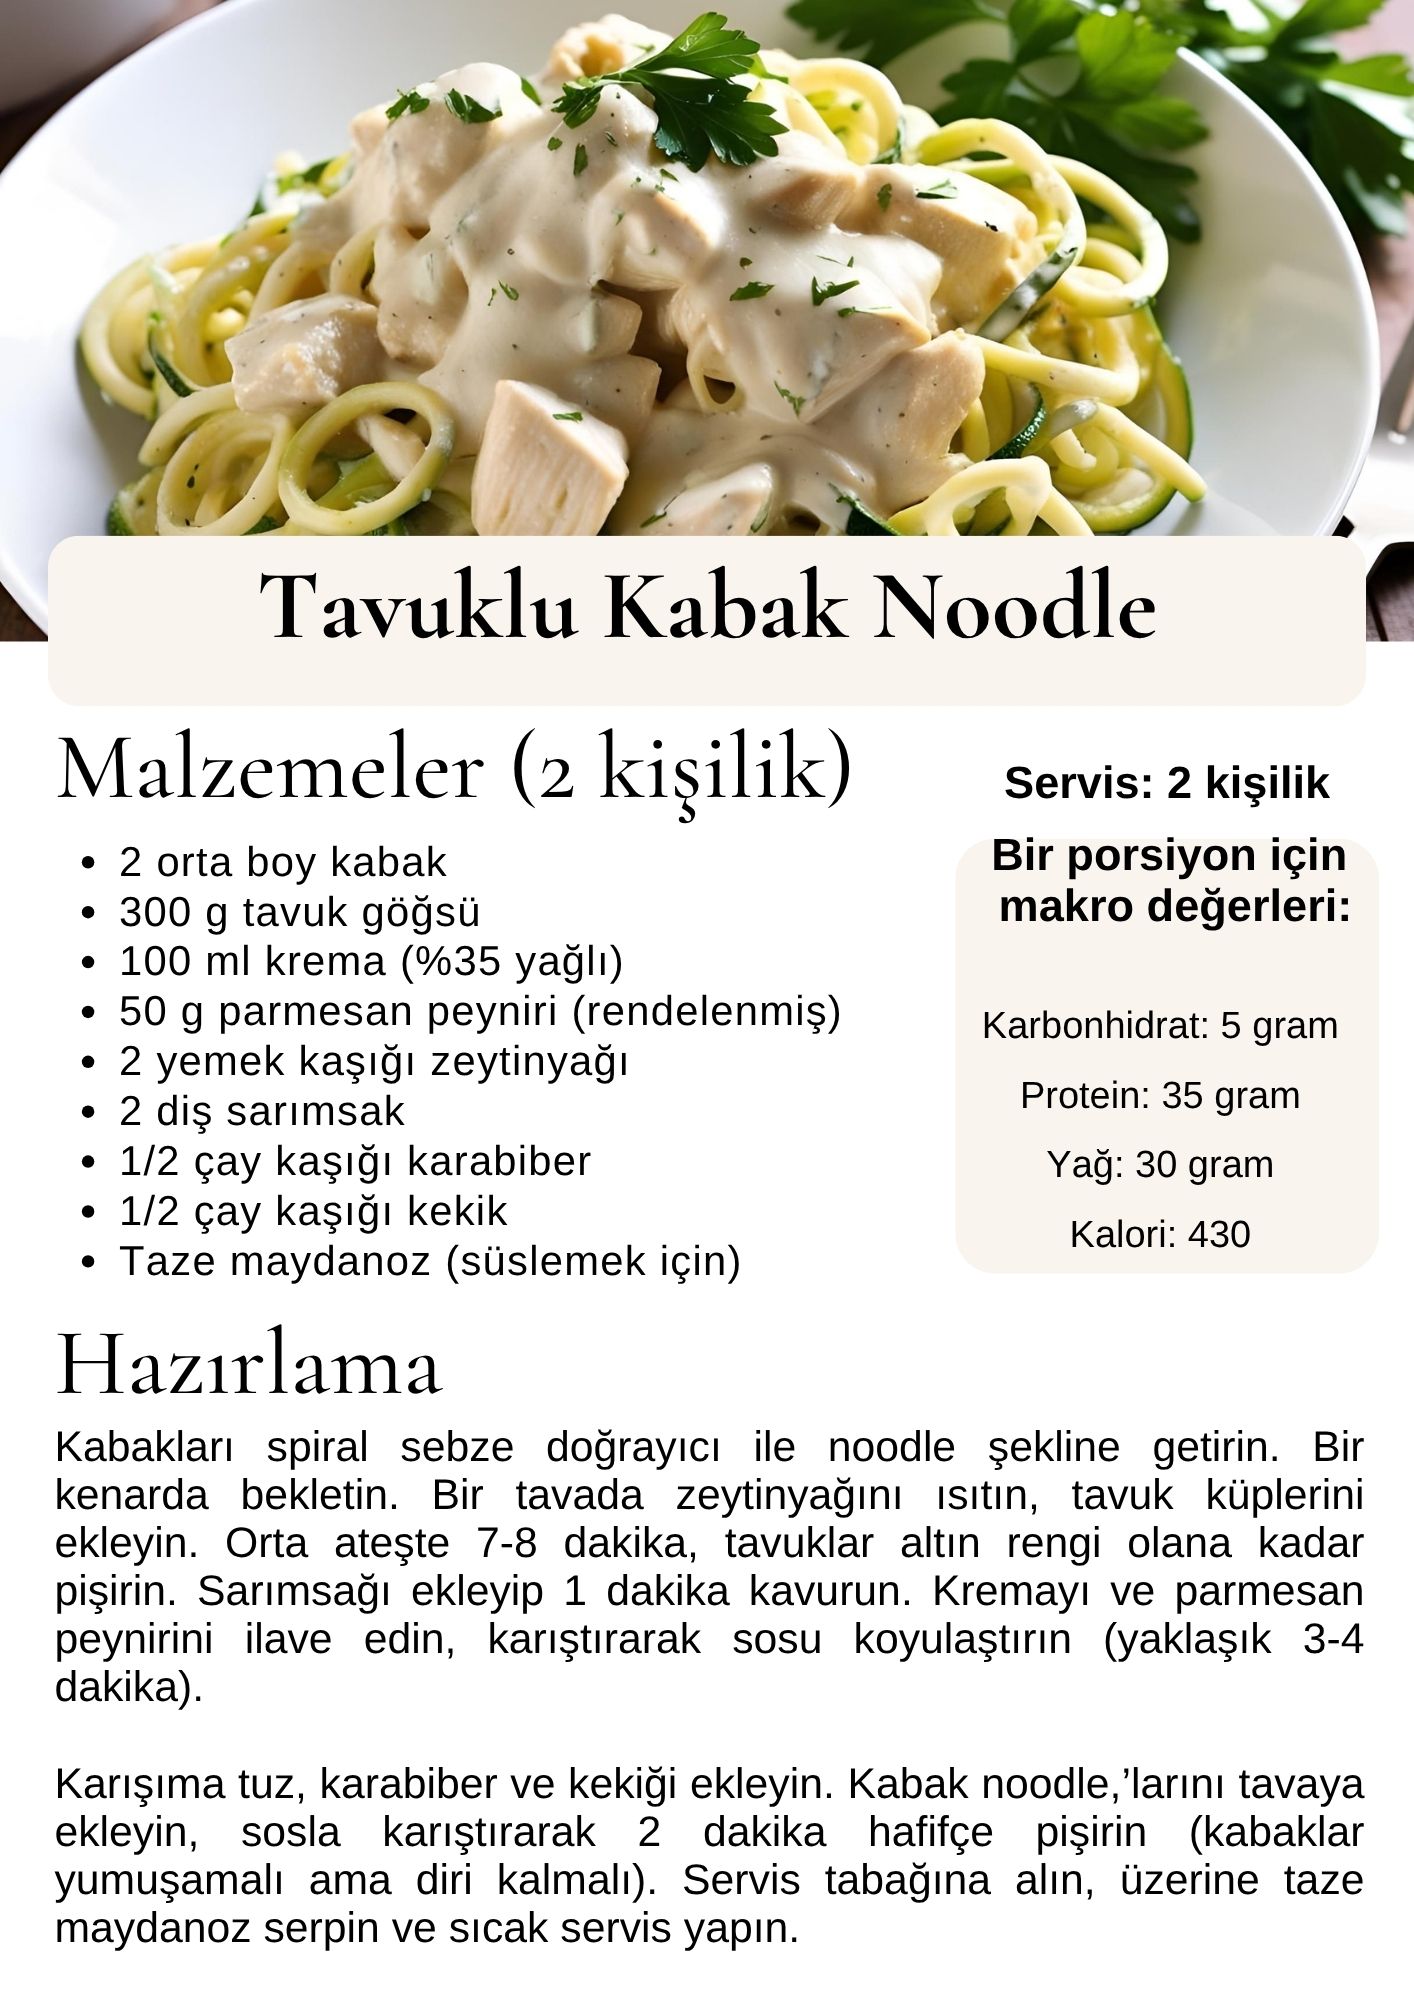 Tavuklu Kabak Noodle
Malzemeler (2 kişilik)
• 2 orta boy kabak
• 300 g tavuk göğsü
• 100 ml krema (%35 yağlı)
• 50 g parmesan peyniri (rendelenmiş)
• 2 yemek kaşığı zeytinyağı
• 2 diş sarımsak
• 1/2 çay kaşığı karabiber
• 1/2 çay kaşığı kekik
• Taze maydanoz (süslemek için)
Servis: 2 kişilik
Bir porsiyon için
makro değerleri:
Karbonhidrat: 5 gram
Protein: 35 gram
Yağ: 30 gram
Kalori: 430
Hazırlama
Kabakları spiral sebze doğrayıcı ile noodle şekline getirin. Bir
kenarda bekletin. Bir tavada zeytinyağını ısıtın, tavuk küplerini
ekleyin. Orta ateşte 7-8 dakika, tavuklar altın rengi olana kadar
pişirin. Sarımsağı ekleyip 1 dakika kavurun. Kremayı ve parmesan
peynirini ilave edin, karıştırarak sosu koyulaştırın (yaklaşık 3-4
dakika).
Karışıma tuz, karabiber ve kekiği ekleyin. Kabak noodle,’larını tavaya
ekleyin, sosla karıştırarak 2 dakika hafifçe pişirin (kabaklar
yumuşamalı ama diri kalmalı). Servis tabağına alın, üzerine taze
maydanoz serpin ve sıcak servis yapın.